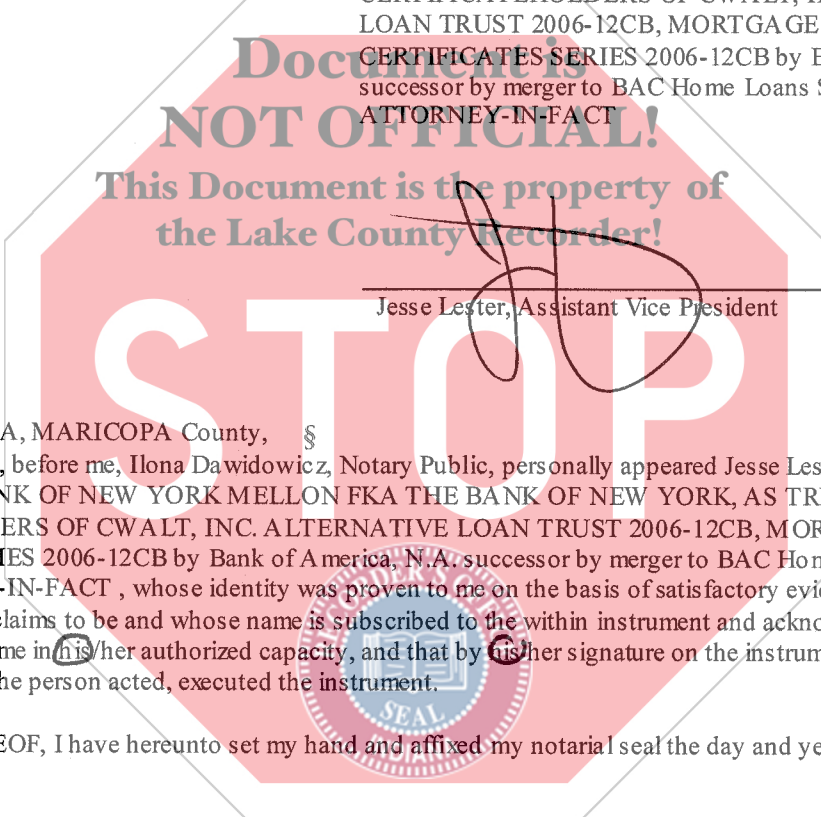 LOAN TRUST 2006-12CB, MORTGAGE
Document is
CERTIFICATES SERIES 2006-12CB by
successor by merger to BAC Home Loans
ATTORNEY-IN-FACT
NOT OFFICIAL!
This Document is the property of
the Lake County Recorder!
Jesse Lester, Assistant Vice President
STOP
A, MARICOPA County, §
, before me, Ilona Dawidowicz, Notary Public, personally appeared Jesse Les
NK OF NEW YORK MELLON FKA THE BANK OF NEW YORK, AS TR
ERS OF CWALT, INC. ALTERNATIVE LOAN TRUST 2006-12CB, MOR
IES 2006-12CB by Bank of America, N.A. successor by merger to BAC Hom
-IN-FACT , whose identity was proven to me on the basis of satisfactory evi
claims to be and whose name is subscribed to the within instrument and ackno
me in his/her authorized capacity, and that by his/her signature on the instrum
he person acted, executed the instrument.
SEAL
INDIANA
EOF, I have hereunto set my hand and affixed my notarial seal the day and ye